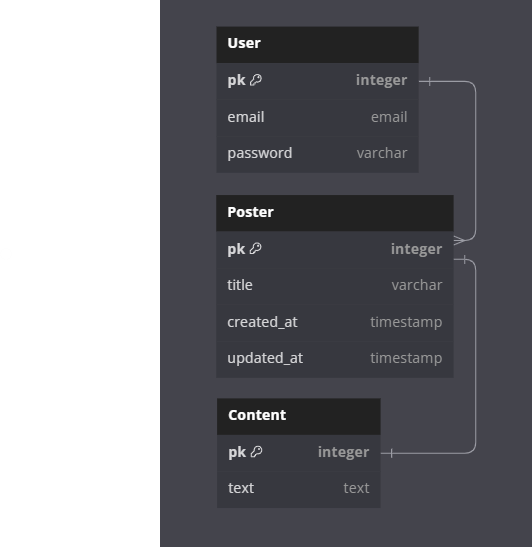 User
pk integer
email email
password varchar
Poster
pk integer
title varchar
created_at timestamp
updated_at timestamp
Content
pk integer
text text